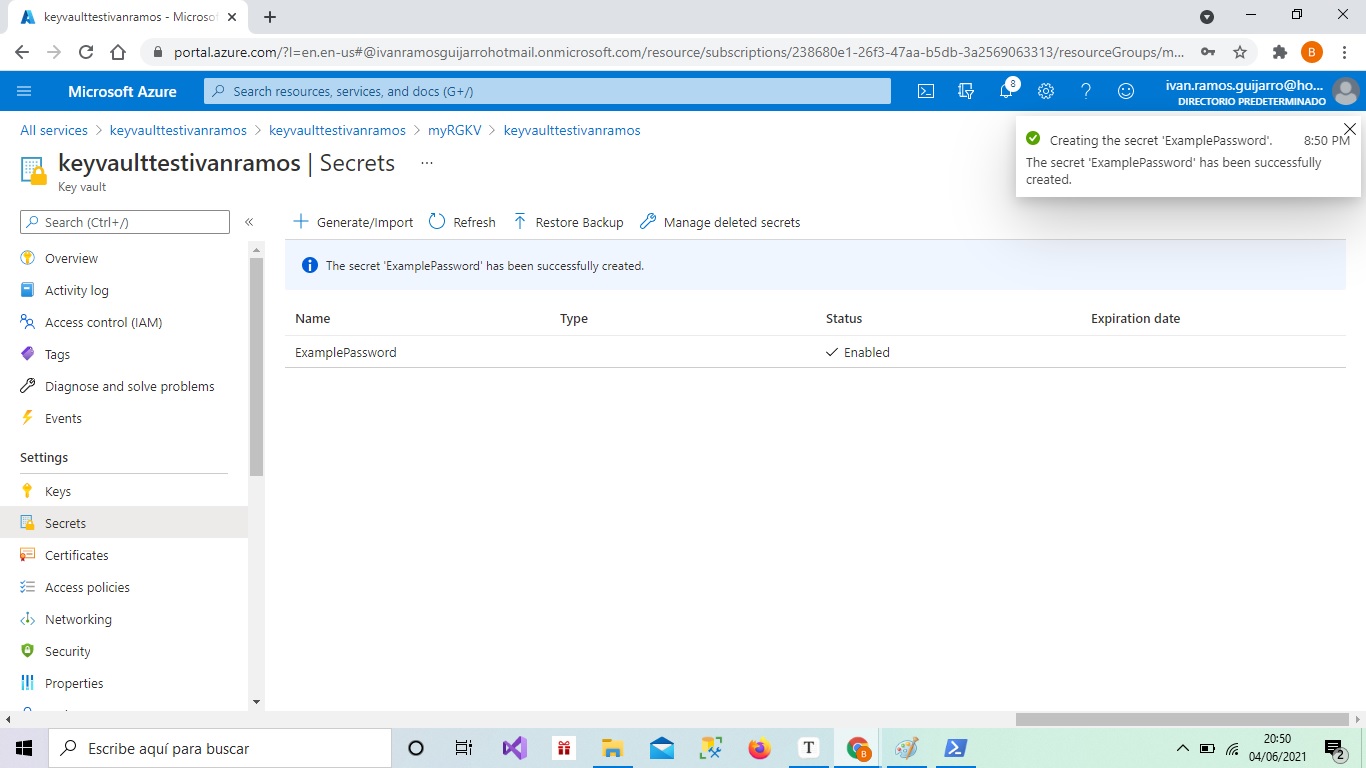 keyvaulttestivanramos - Microsof
portal.azure.com/?l=en.en-us#@ivanramosguijarrohotmail.onmicrosoft.com/resource/subscriptions/238680e1-26f3-47aa-b5db-3a2569063313/resourceGroups/m...
B
Microsoft Azure
Search resources, services, and docs (G+/)
8
ivan.ramos.guijarro@ho...
DIRECTORIO PREDETERMINADO
All services > keyvaulttestivanramos > keyvaulttestivanramos > myRGKV > keyvaulttestivanramos
Creating the secret 'ExamplePassword'. 8:50 PM
The secret 'ExamplePassword' has been successfully
created.
keyvaulttestivanramos | Secrets ...
Key vault
Search (Ctrl+/)
«
Generate/Import
Refresh
Restore Backup
Manage deleted secrets
The secret 'ExamplePassword' has been successfully created.
Name Type Status Expiration date
ExamplePassword Enabled
Overview
Activity log
Access control (IAM)
Tags
Diagnose and solve problems
Events
Settings
Keys
Secrets
Certificates
Access policies
Networking
Security
Properties
Escribe aquí para buscar
T
B
20:50
04/06/2021
2